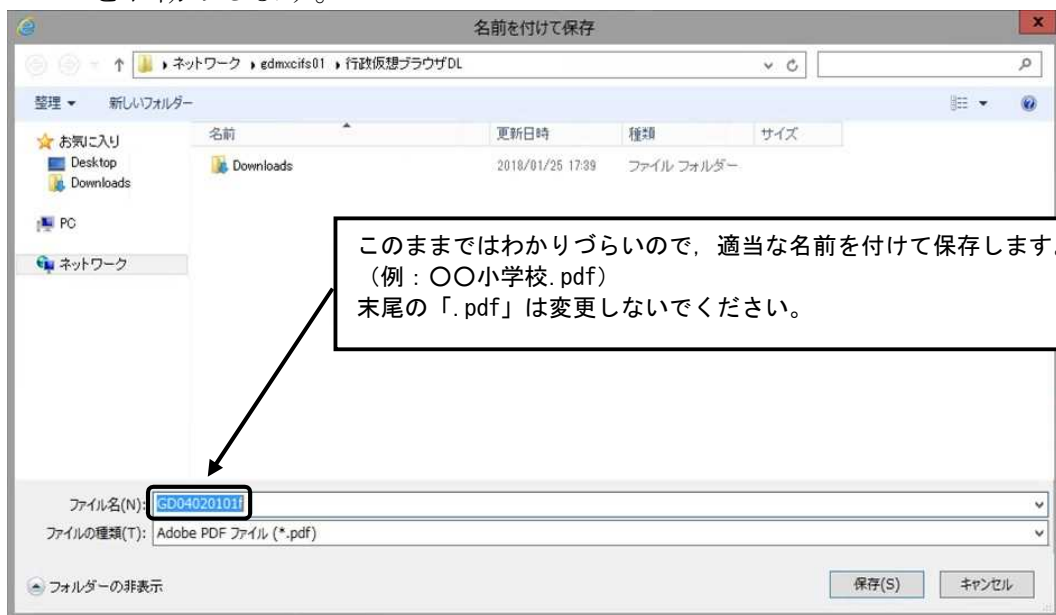 名前を付けて保存
ネットワーク ▸ gdmxcifs01 ▸ 行政仮想ブラウザDL
整理 ▼ 新しいフォルダー
名前 更新日時 種類 サイズ
お気に入り
Desktop
Downloads
PC
ネットワーク
Downloads 2018/01/25 17:39 ファイル フォルダー
このままではわかりづらいので，適当な名前を付けて保存します。
（例：〇〇小学校.pdf）
末尾の「.pdf」は変更しないでください。
ファイル名(N): GD04020101f
ファイルの種類(T): Adobe PDF ファイル (*.pdf)
フォルダーの非表示 保存(S) キャンセル